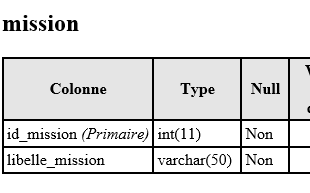 mission
Colonne Type Null
id_mission (Primaire) int(11) Non
libelle_mission varchar(50) Non